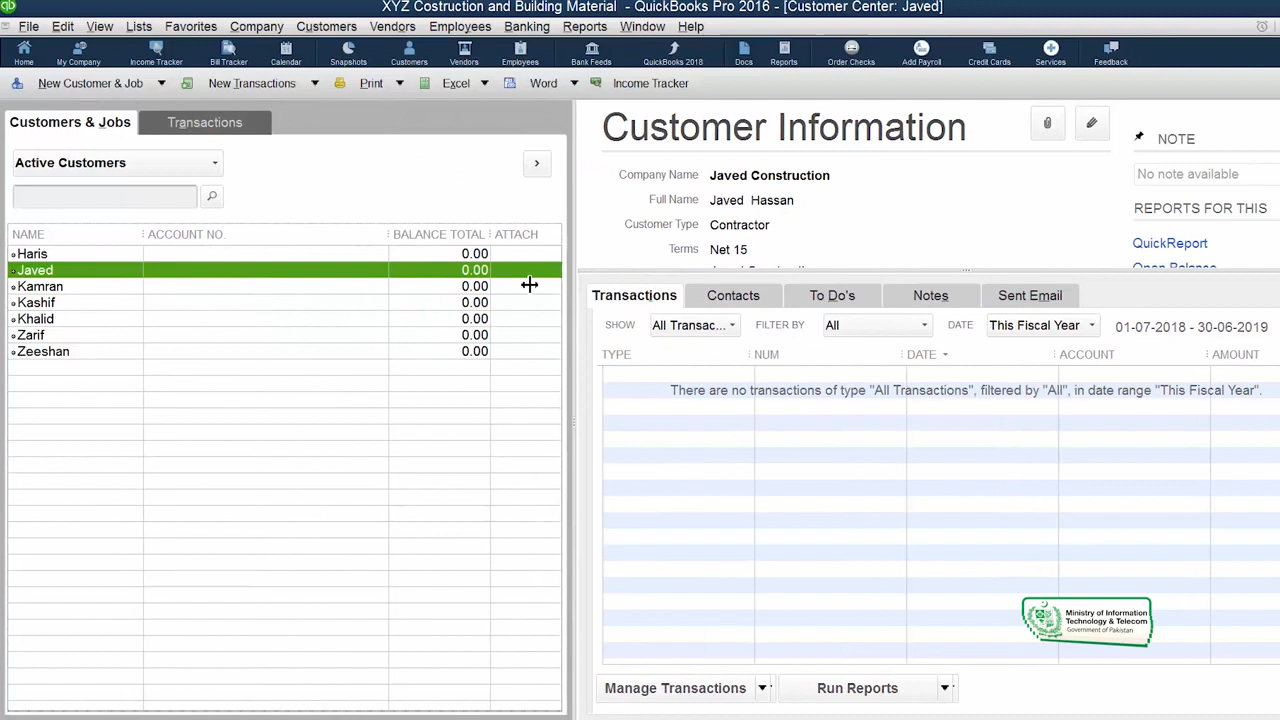 XYZ Costruction and Building Material - QuickBooks Pro 2016 - [Customer Center: Javed]
File Edit View Lists Favorites Company Customers Vendors Employees Banking Reports Window Help
Home My Company Income Tracker Bill Tracker Calendar Snapshots Customers Vendors Employees Bank Feeds QuickBooks 2018 Docs Reports Order Checks Add Payroll Credit Cards Services Feedback
New Customer & Job New Transactions Print Excel Word Income Tracker
Customers & Jobs Transactions
Active Customers
NAME ACCOUNT NO. BALANCE TOTAL ATTACH
Haris 0.00
Javed 0.00
Kamran 0.00
Kashif 0.00
Khalid 0.00
Zarif 0.00
Zeeshan 0.00
Customer Information
Company Name Javed Construction
Full Name Javed Hassan
Customer Type Contractor
Terms Net 15
NOTE
No note available
REPORTS FOR THIS
QuickReport
Open Balance
Transactions Contacts To Do's Notes Sent Email
SHOW All Transac... FILTER BY All DATE This Fiscal Year 01-07-2018 - 30-06-2019
TYPE NUM DATE ACCOUNT AMOUNT
There are no transactions of type "All Transactions", filtered by "All", in date range "This Fiscal Year".
Ministry of Information
Technology & Telecom
Government of Pakistan
Manage Transactions Run Reports